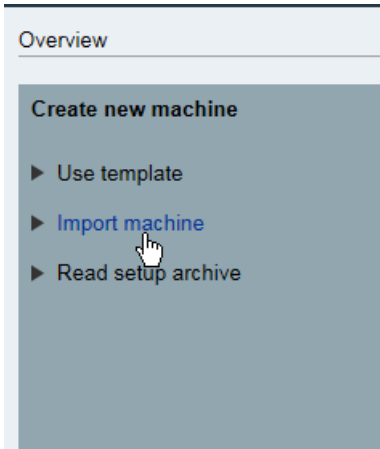 Overview
Create new machine
Use template
Import machine
Read setup archive